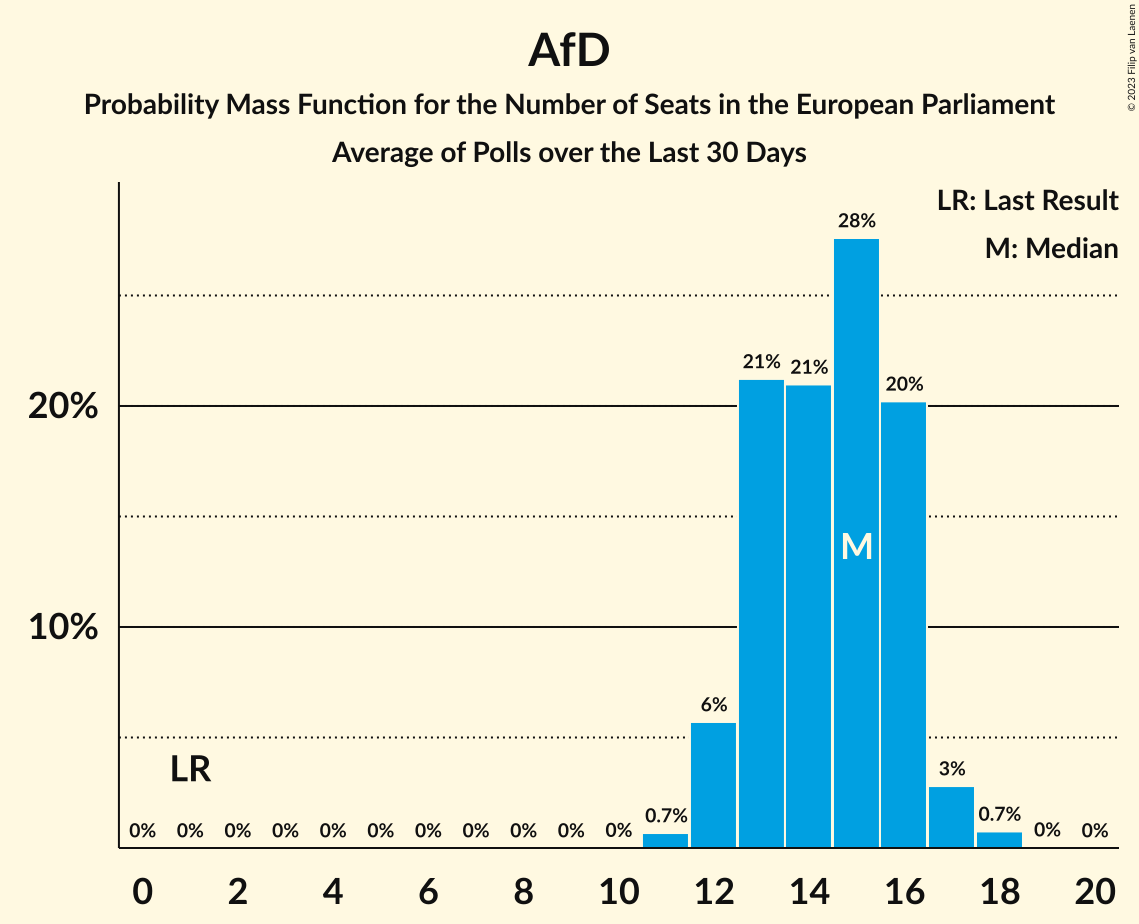 AfD
Probability Mass Function for the Number of Seats in the European Parliament
Average of Polls over the Last 30 Days
© 2023 Filip van Laenen
LR: Last Result
M: Median
28%
21%
21%
20%
20%
M
10%
6%
LR
3%
0% 0% 0% 0% 0% 0% 0% 0% 0% 0% 0% 0.7% 0.7% 0% 0%
0 2 4 6 8 10 12 14 16 18 20